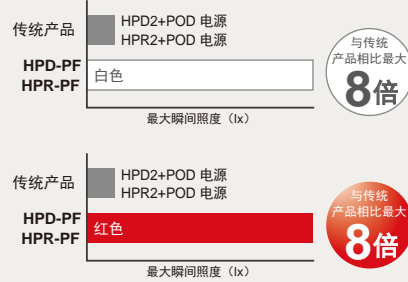 传统产品
HPD2+POD 电源
HPR2+POD 电源
HPD-PF
HPR-PF
白色
最大瞬间照度（lx）
与传统
产品相比最大
8倍
传统产品
HPD2+POD 电源
HPR2+POD 电源
HPD-PF
HPR-PF
红色
最大瞬间照度（lx）
与传统
产品相比最大
8倍